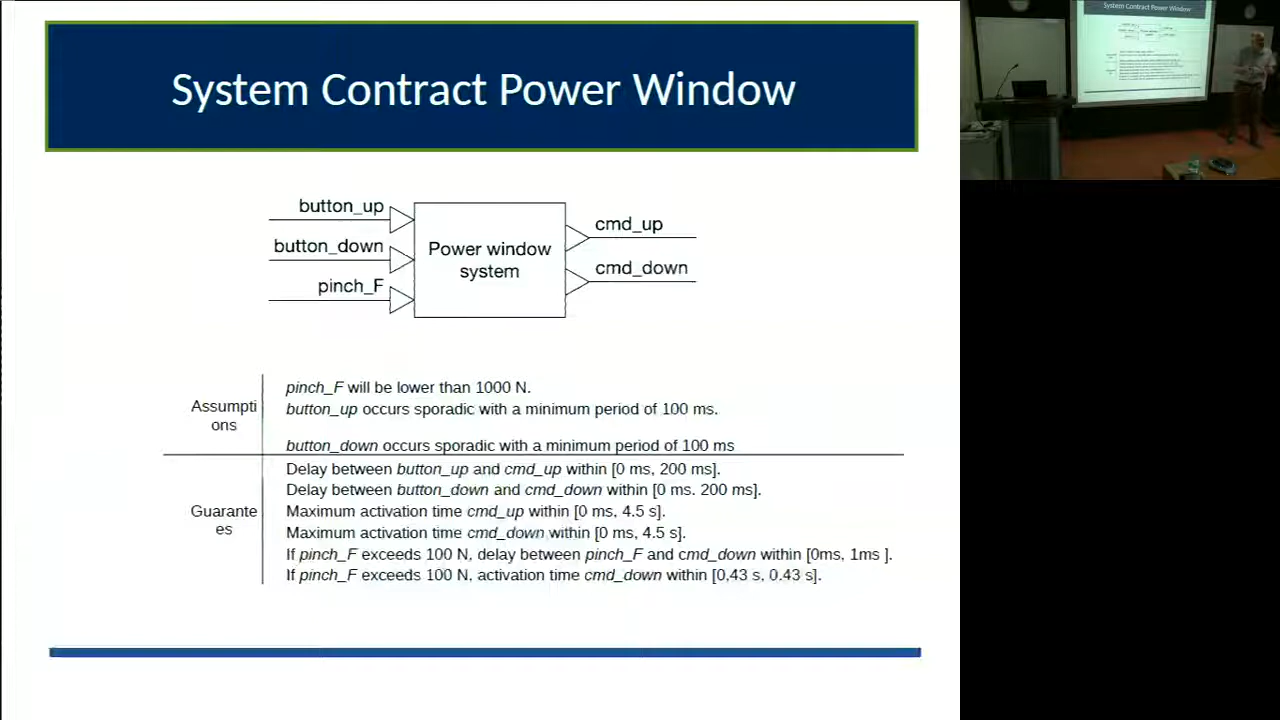 System Contract Power Window
button_up
button_down
pinch_F
Power window
system
cmd_up
cmd_down
Assumpti
ons
pinch_F will be lower than 1000 N.
button_up occurs sporadic with a minimum period of 100 ms.
button_down occurs sporadic with a minimum period of 100 ms
Guarante
es
Delay between button_up and cmd_up within [0 ms, 200 ms].
Delay between button_down and cmd_down within [0 ms. 200 ms].
Maximum activation time cmd_up within [0 ms, 4.5 s].
Maximum activation time cmd_down within [0 ms, 4.5 s].
If pinch_F exceeds 100 N, delay between pinch_F and cmd_down within [0ms, 1ms ].
If pinch_F exceeds 100 N, activation time cmd_down within [0,43 s, 0.43 s].
System Contract Power Window